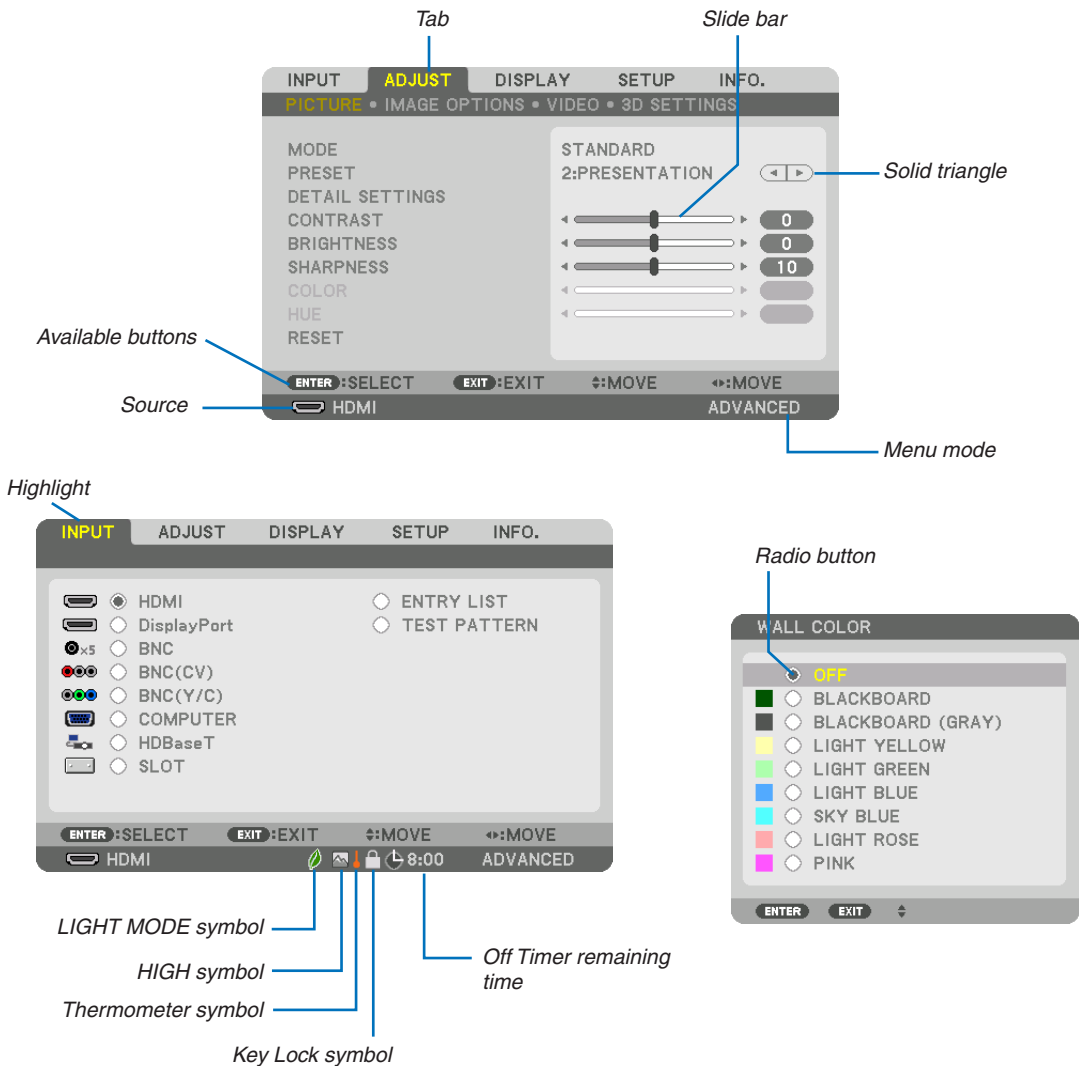 Tab
Slide bar
INPUT ADJUST DISPLAY SETUP INFO.
PICTURE • IMAGE OPTIONS • VIDEO • 3D SETTINGS
MODE STANDARD
PRESET 2:PRESENTATION
Solid triangle
DETAIL SETTINGS
CONTRAST 0
BRIGHTNESS 0
SHARPNESS 10
COLOR
HUE
RESET
Available buttons
ENTER :SELECT EXIT :EXIT :MOVE :MOVE
Source
HDMI ADVANCED
Menu mode
Highlight
INPUT ADJUST DISPLAY SETUP INFO.
HDMI ENTRY LIST
DisplayPort TEST PATTERN
×5 BNC
BNC(CV)
BNC(Y/C)
COMPUTER
HDBaseT
SLOT
ENTER :SELECT EXIT :EXIT :MOVE :MOVE
HDMI 8:00 ADVANCED
LIGHT MODE symbol
HIGH symbol
Thermometer symbol
Key Lock symbol
Off Timer remaining
time
Radio button
WALL COLOR
OFF
BLACKBOARD
BLACKBOARD (GRAY)
LIGHT YELLOW
LIGHT GREEN
LIGHT BLUE
SKY BLUE
LIGHT ROSE
PINK
ENTER EXIT